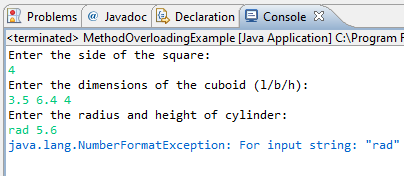 Problems @ Javadoc Declaration Console
<terminated> MethodOverloadingExample [Java Application] C:\Program F
Enter the side of the square:
4
Enter the dimensions of the cuboid (l/b/h):
3.5 6.4 4
Enter the radius and height of cylinder:
rad 5.6
java.lang.NumberFormatException: For input string: "rad"